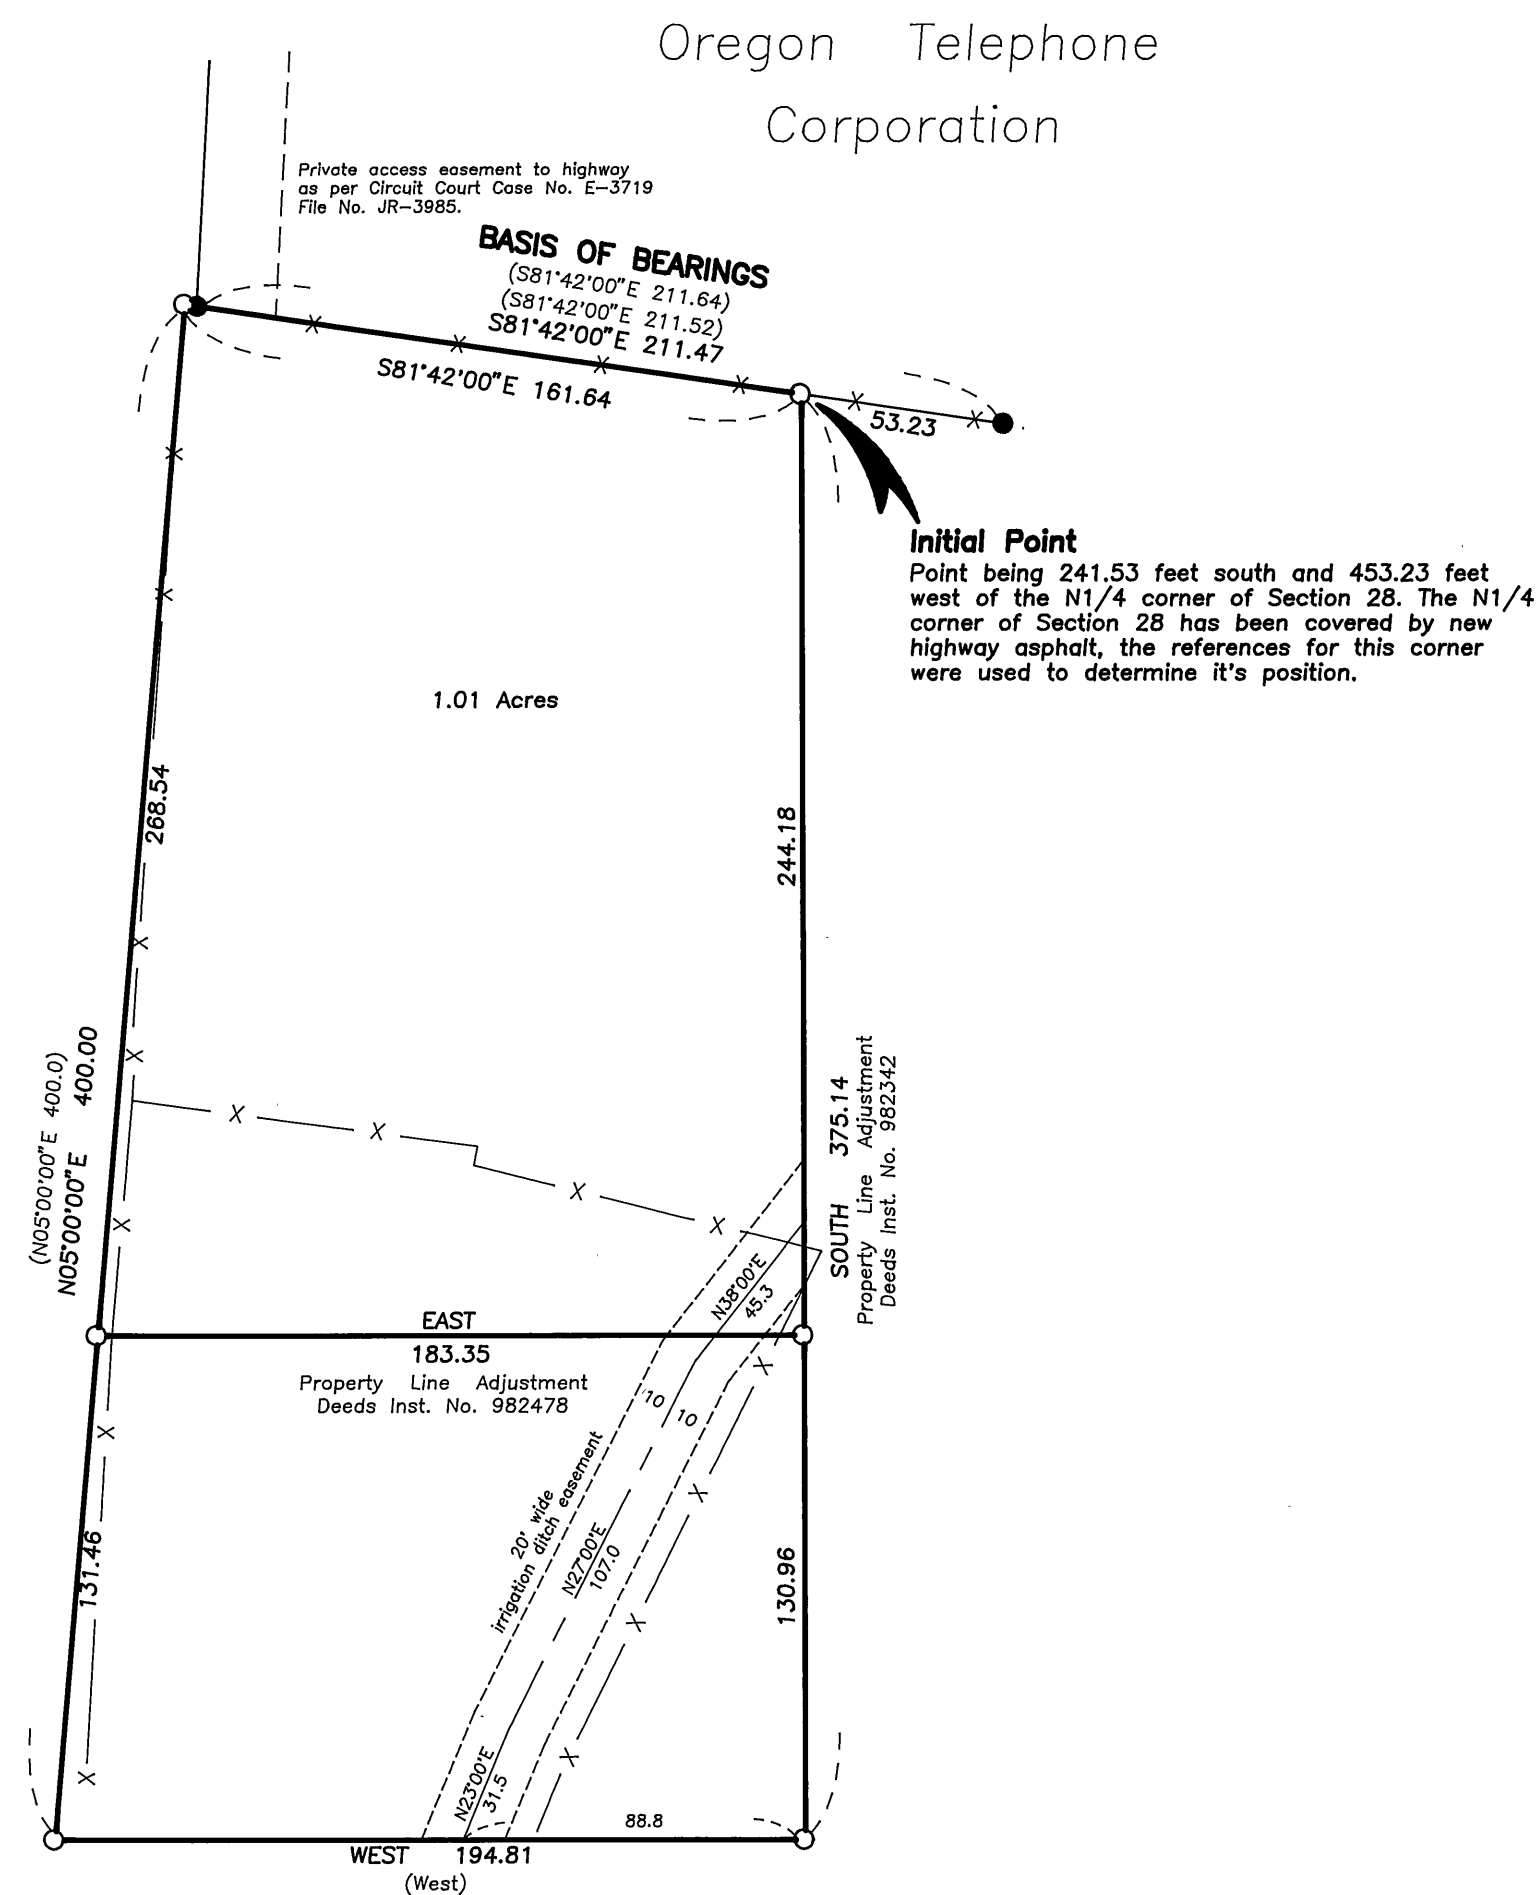 Oregon Telephone
Corporation
Private access easement to highway
as per Circuit Court Case No. E-3719
File No. JR-3985.
BASIS OF BEARINGS
(S81°42'00"E 211.64)
(S81°42'00"E 211.52)
S81°42'00"E 211.47
S81°42'00"E 161.64
53.23
Initial Point
Point being 241.53 feet south and 453.23 feet
west of the N1/4 corner of Section 28. The N1/4
corner of Section 28 has been covered by new
highway asphalt, the references for this corner
were used to determine it's position.
1.01 Acres
268.54
244.18
(N05°00'00"E 400.0)
N05°00'00"E 400.00
SOUTH 375.14
Property Line Adjustment
Deeds Inst. No. 982342
N38°00'E
45.3
EAST
183.35
Property Line Adjustment
Deeds Inst. No. 982478
10
10
20' wide
irrigation ditch easement
N27°00'E
107.0
131.46
130.96
N23°00'E
31.5
88.8
WEST 194.81
(West)